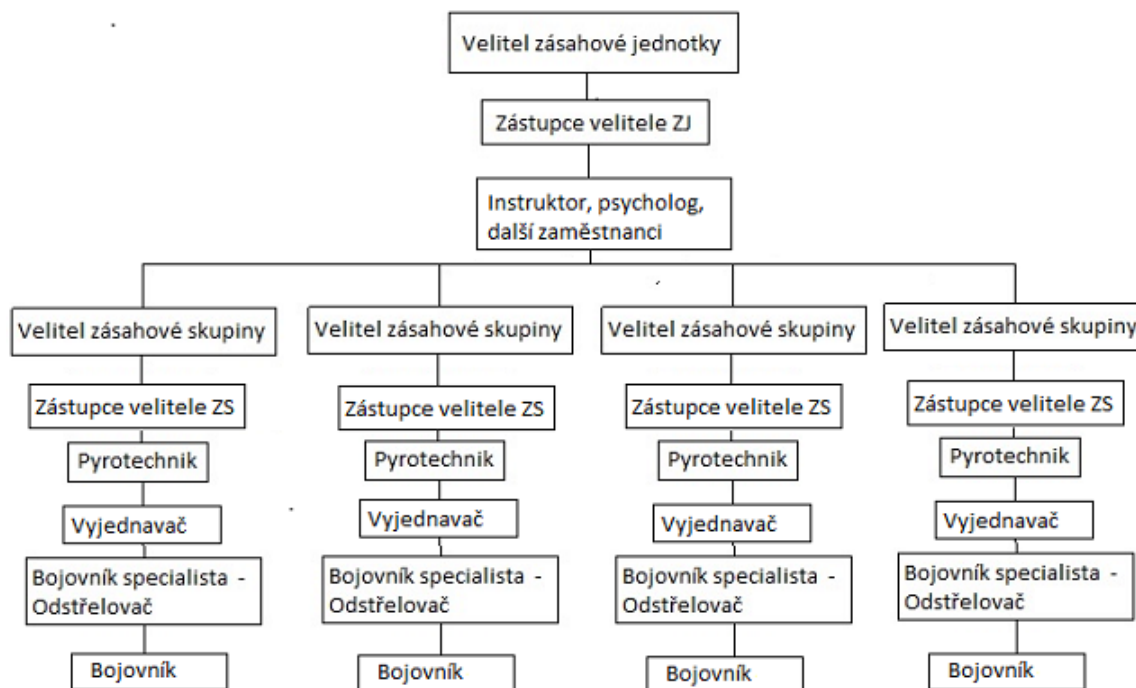 Velitel zásahové jednotky
Zástupce velitele ZJ
Instruktor, psycholog,
další zaměstnanci
Velitel zásahové skupiny
Velitel zásahové skupiny
Velitel zásahové skupiny
Velitel zásahové skupiny
Zástupce velitele ZS
Zástupce velitele ZS
Zástupce velitele ZS
Zástupce velitele ZS
Pyrotechnik
Pyrotechnik
Pyrotechnik
Pyrotechnik
Vyjednavač
Vyjednavač
Vyjednavač
Vyjednavač
Bojovník specialista -
Odstřelovač
Bojovník specialista -
Odstřelovač
Bojovník specialista -
Odstřelovač
Bojovník specialista -
Odstřelovač
Bojovník
Bojovník
Bojovník
Bojovník